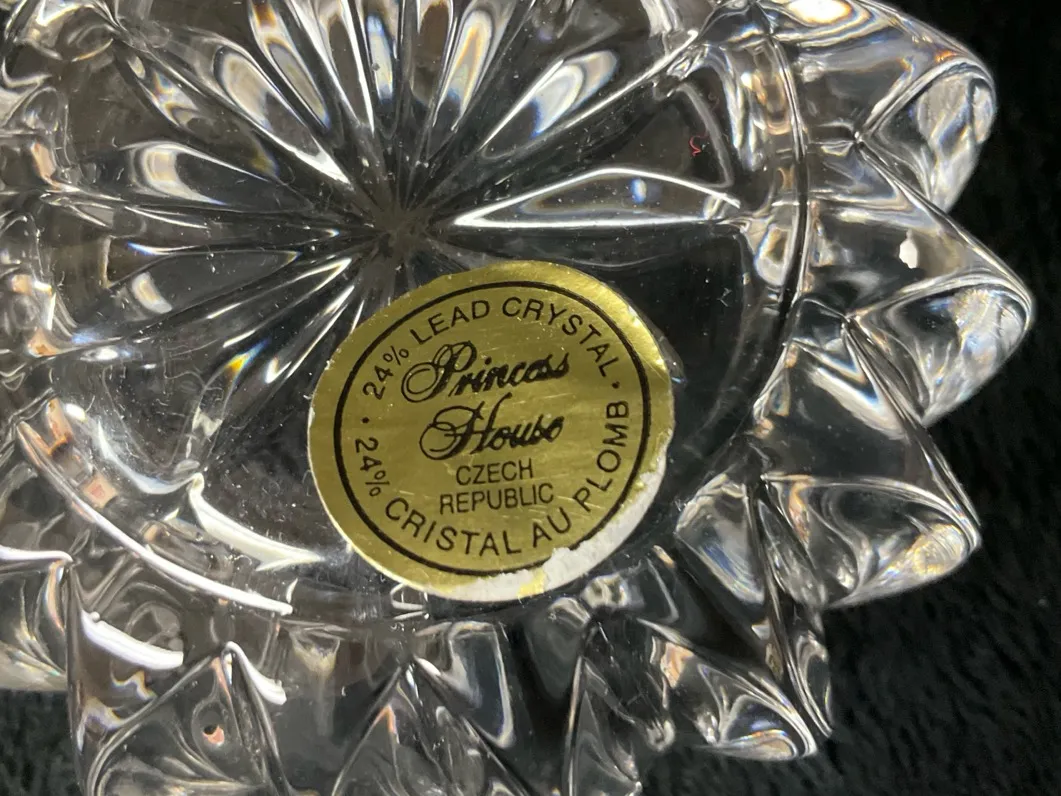 · 24% LEAD CRYSTAL ·
Princess
House
CZECH
REPUBLIC
24% CRISTAL AU PLOMB